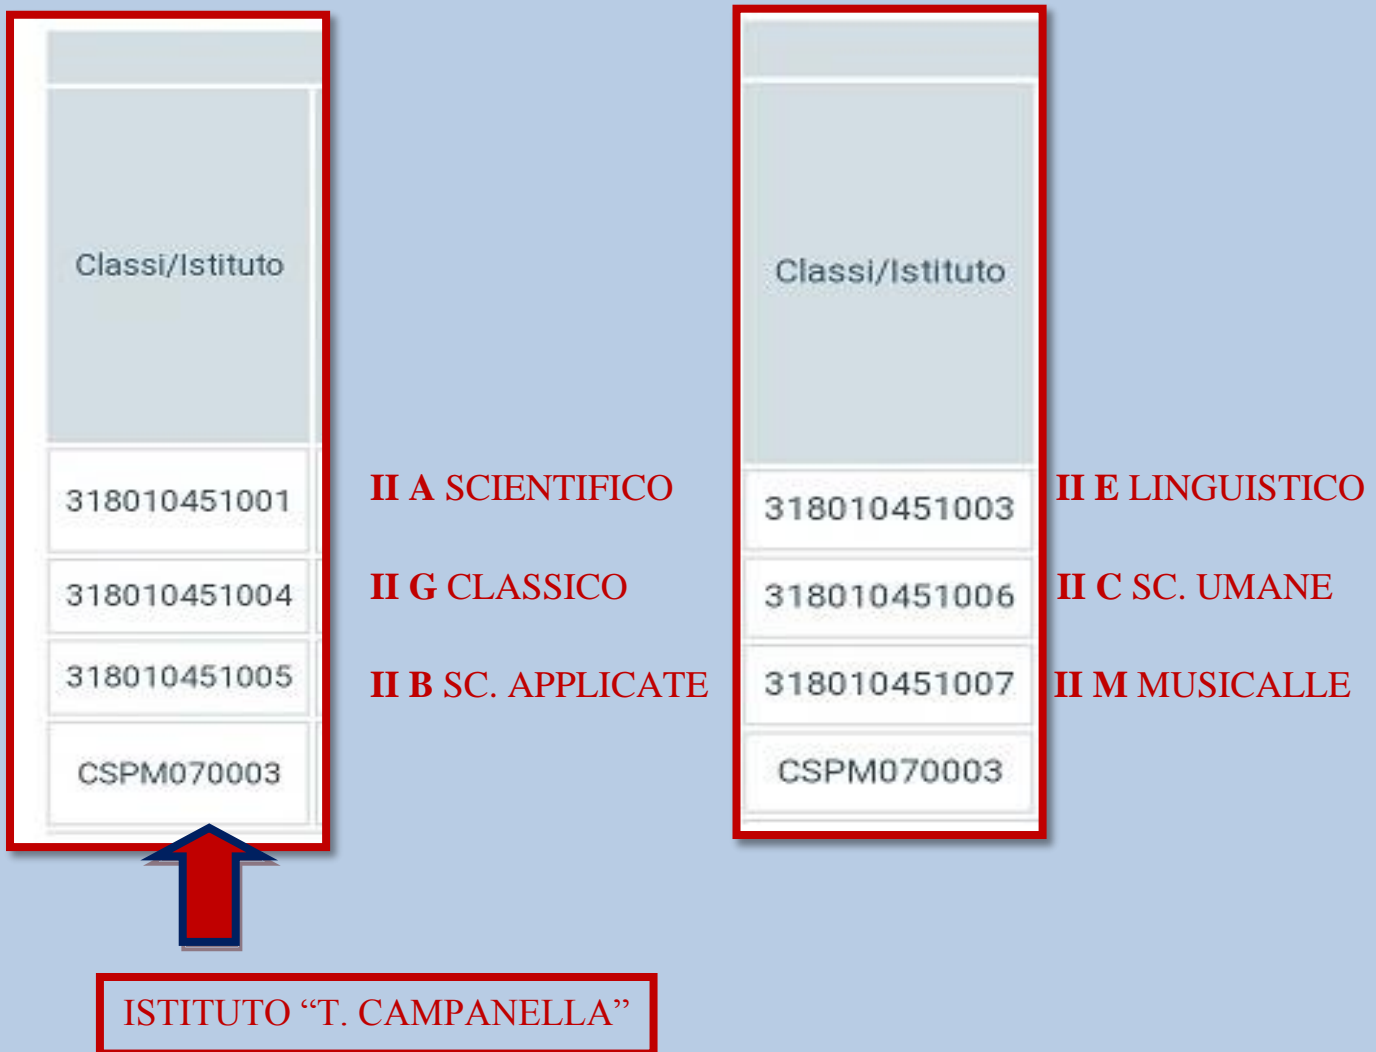 Classi/Istituto
318010451001
318010451004
318010451005
CSPM070003
II A SCIENTIFICO
II G CLASSICO
II B SC. APPLICATE
Classi/Istituto
318010451003
318010451006
318010451007
CSPM070003
II E LINGUISTICO
II C SC. UMANE
II M MUSICALLE
ISTITUTO “T. CAMPANELLA”